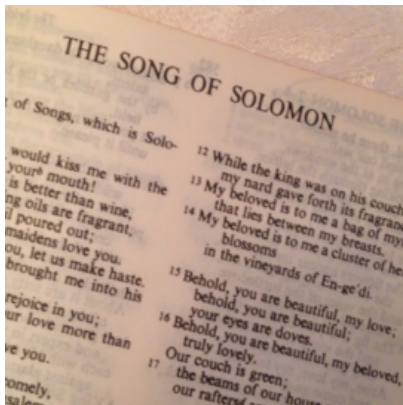 THE SONG OF SOLOMON
of Songs, which is Solo-
would kiss me with the
your mouth!
is better than wine,
oils are fragrant,
poured out;
maidens love you.
let us make haste.
brought me into his
rejoice in you;
love more than
you.
comely,
12 While the king was on his couch
my nard gave forth its
13 My beloved is to me a bag of
that lies between my breasts.
14 My beloved is to me a cluster of
blossoms
in the vineyards of En-ge′di.
15 Behold, you are beautiful, my love;
behold, you are beautiful;
your eyes are doves.
16 Behold, you are beautiful, my beloved,
truly lovely.
Our couch is green;
17 the beams of our
our